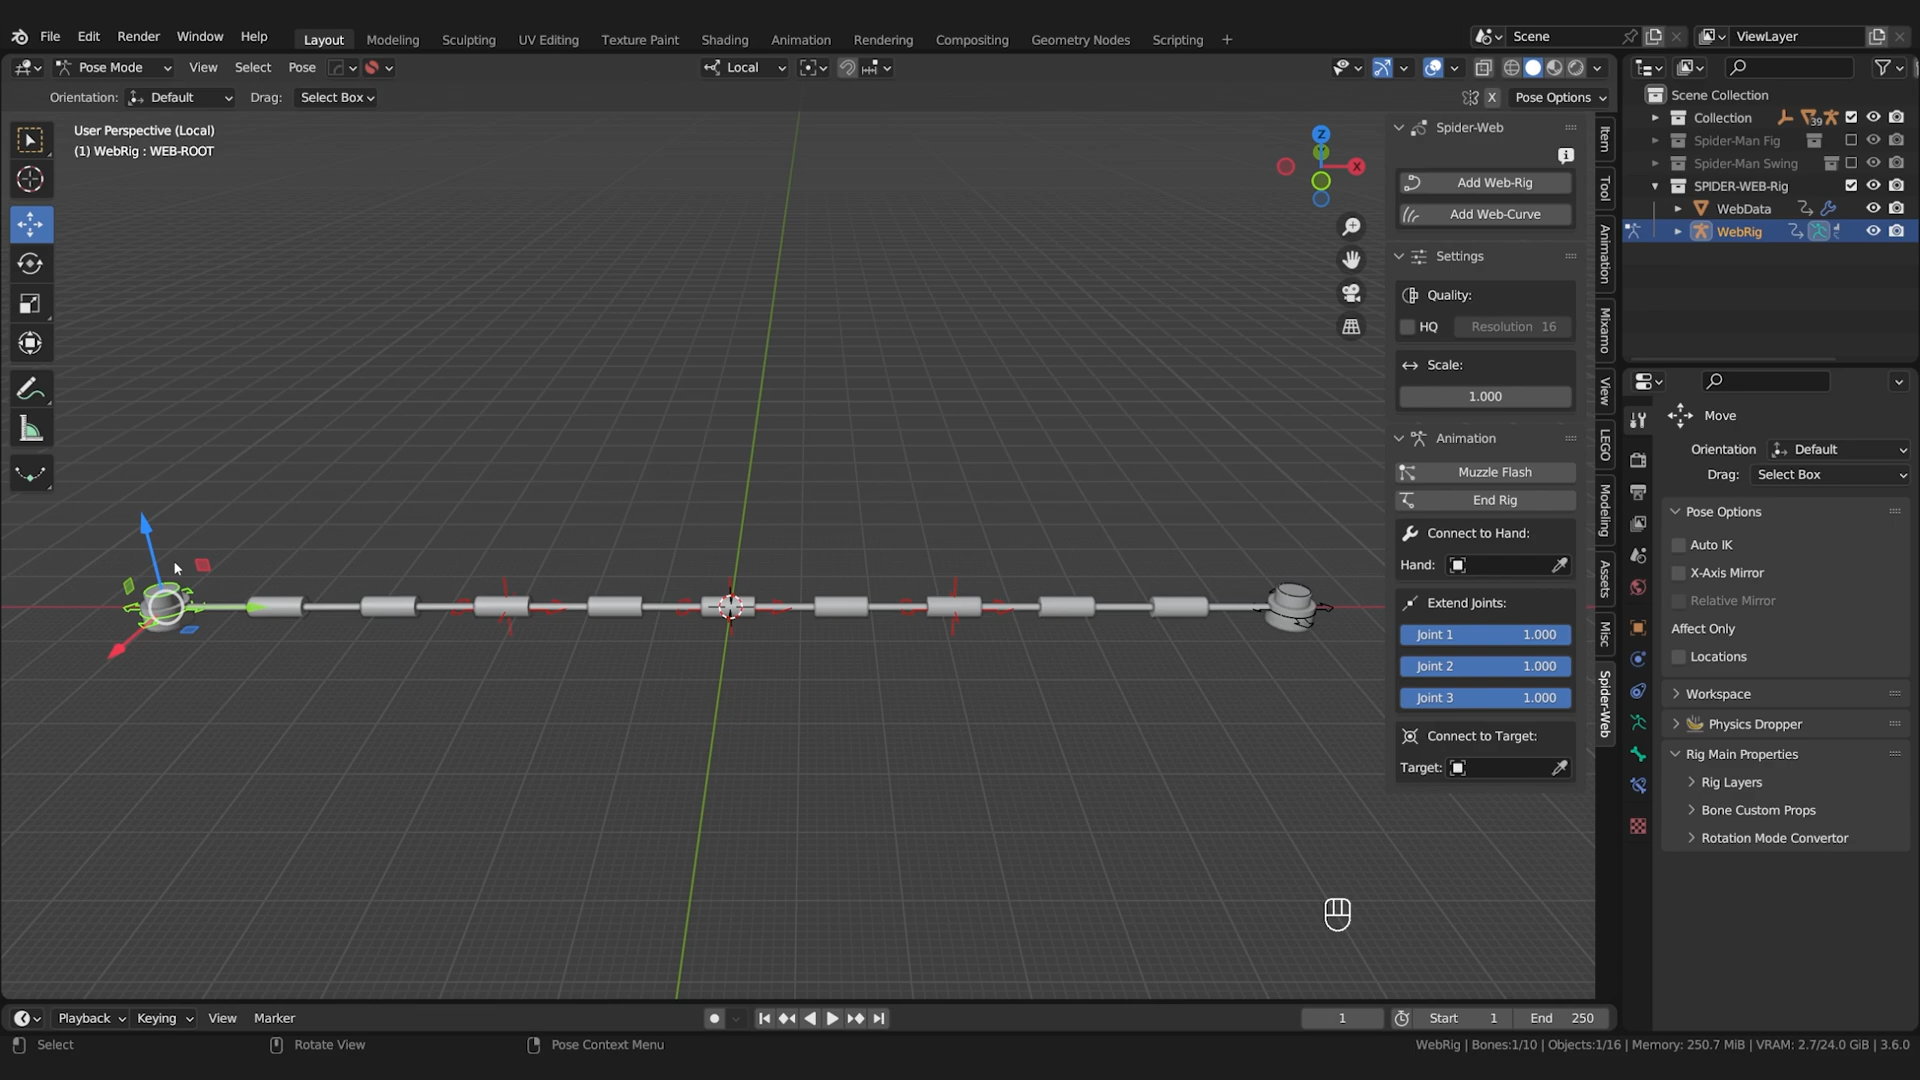 File Edit Render Window Help Layout Modeling Sculpting UV Editing Texture Paint Shading Animation Rendering Compositing Geometry Nodes Scripting + Scene ViewLayer
Pose Mode View Select Pose Local
Orientation: Default Drag: Select Box X Pose Options
User Perspective (Local)
(1) WebRig : WEB-ROOT
Z
X
Spider-Web
Add Web-Rig
Add Web-Curve
Settings
Quality:
HQ Resolution 16
Scale:
1.000
Animation
Muzzle Flash
End Rig
Connect to Hand:
Hand:
Extend Joints:
Joint 1 1.000
Joint 2 1.000
Joint 3 1.000
Connect to Target:
Target:
Item
Tool
Animation
Mixamo
View
LEGO
Modeling
Assets
Misc
Spider-Web
Scene Collection
Collection 39
Spider-Man Fig
Spider-Man Swing
SPIDER-WEB-Rig
WebData
WebRig
Move
Orientation Default
Drag: Select Box
Pose Options
Auto IK
X-Axis Mirror
Relative Mirror
Affect Only
Locations
Workspace
Physics Dropper
Rig Main Properties
Rig Layers
Bone Custom Props
Rotation Mode Convertor
Playback Keying View Marker 1 Start 1 End 250
Select Rotate View Pose Context Menu WebRig | Bones:1/10 | Objects:1/16 | Memory: 250.7 MiB | VRAM: 2.7/24.0 GiB | 3.6.0